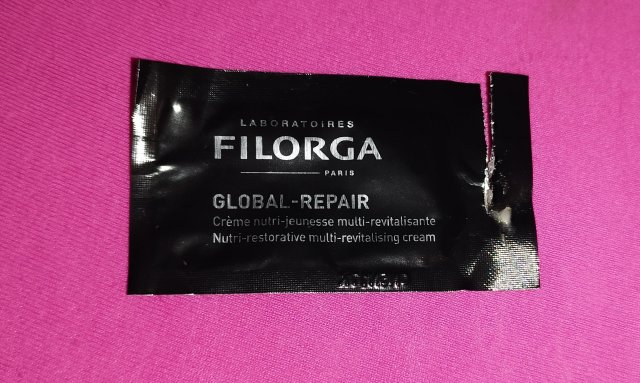 LABORATOIRES
FILORGA
PARIS
GLOBAL-REPAIR
Crème nutri-jeunesse multi-revitalisante
Nutri-restorative multi-revitalising cream